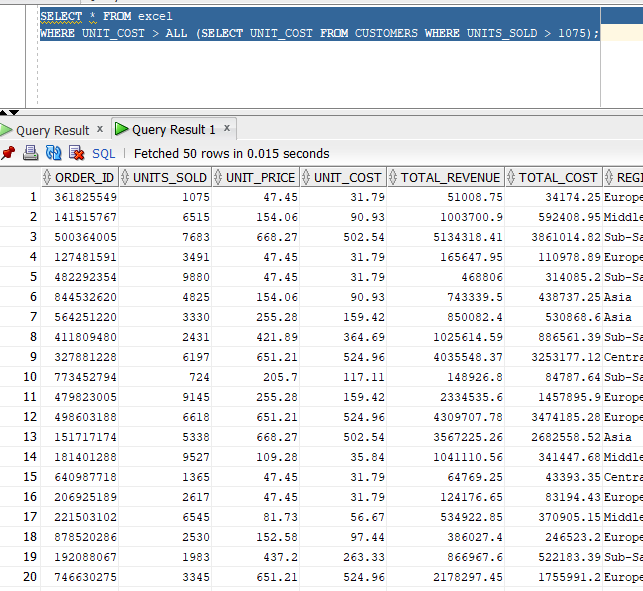 SELECT * FROM excel
WHERE UNIT_COST > ALL (SELECT UNIT_COST FROM CUSTOMERS WHERE UNITS_SOLD > 1075);
Query Result x Query Result 1 x
SQL | Fetched 50 rows in 0.015 seconds
ORDER_ID UNITS_SOLD UNIT_PRICE UNIT_COST TOTAL_REVENUE TOTAL_COST REGI
1 361825549 1075 47.45 31.79 51008.75 34174.25 Europe
2 141515767 6515 154.06 90.93 1003700.9 592408.95 Middle
3 500364005 7683 668.27 502.54 5134318.41 3861014.82 Sub-Sa
4 127481591 3491 47.45 31.79 165647.95 110978.89 Europe
5 482292354 9880 47.45 31.79 468806 314085.2 Sub-Sa
6 844532620 4825 154.06 90.93 743339.5 438737.25 Asia
7 564251220 3330 255.28 159.42 850082.4 530868.6 Asia
8 411809480 2431 421.89 364.69 1025614.59 886561.39 Sub-Sa
9 327881228 6197 651.21 524.96 4035548.37 3253177.12 Centra
10 773452794 724 205.7 117.11 148926.8 84787.64 Sub-Sa
11 479823005 9145 255.28 159.42 2334535.6 1457895.9 Europe
12 498603188 6618 651.21 524.96 4309707.78 3474185.28 Europe
13 151717174 5338 668.27 502.54 3567225.26 2682558.52 Asia
14 181401288 9527 109.28 35.84 1041110.56 341447.68 Middle
15 640987718 1365 47.45 31.79 64769.25 43393.35 Centra
16 206925189 2617 47.45 31.79 124176.65 83194.43 Europe
17 221503102 6545 81.73 56.67 534922.85 370905.15 Middle
18 878520286 2530 152.58 97.44 386027.4 246523.2 Europe
19 192088067 1983 437.2 263.33 866967.6 522183.39 Sub-Sa
20 746630275 3345 651.21 524.96 2178297.45 1755991.2 Europe